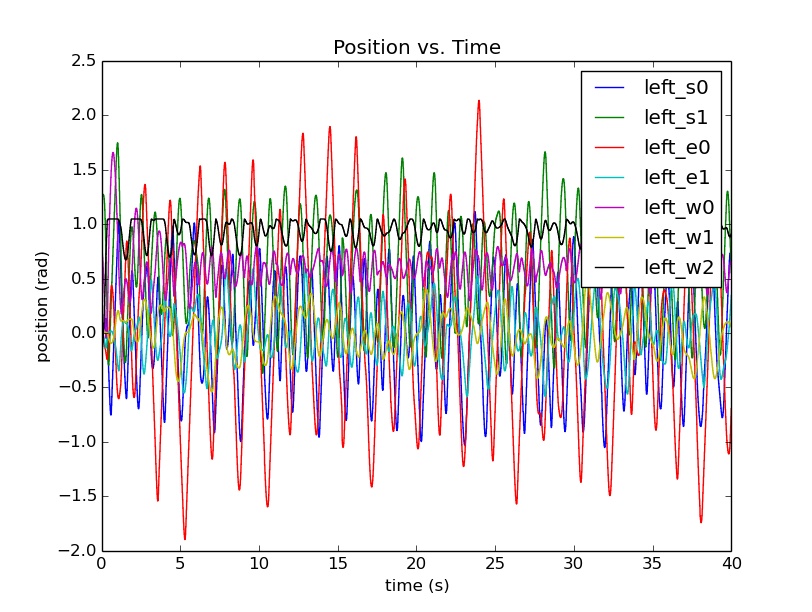 Position vs. Time
2.5
2.0
1.5
1.0
0.5
0.0
−0.5
−1.0
−1.5
−2.0
position (rad)
left_s0
left_s1
left_e0
left_e1
left_w0
left_w1
left_w2
0 5 10 15 20 25 30 35 40
time (s)